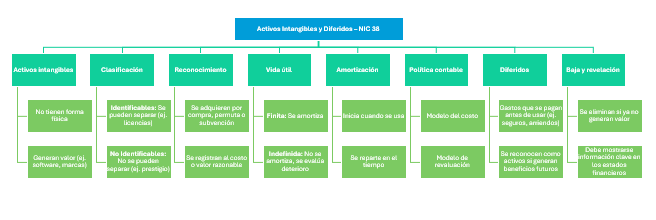 Activos Intangibles y Diferidos – NIC 38
Activos intangibles
Clasificación
Reconocimiento
Vida útil
Amortización
Política contable
Diferidos
Baja y revelación
No tienen forma
física
Generan valor (ej.
software, marcas)
Identificables: Se
pueden separar (ej.
licencias)
No Identificables:
No se pueden
separar (ej. prestigio)
Se adquieren por
compra, permuta o
subvención
Se registran al costo
o valor razonable
Finita: Se amortiza
Indefinida: No se
amortiza, se evalúa
deterioro
Inicia cuando se usa
Se reparte en el
tiempo
Modelo del costo
Modelo de
revaluación
Gastos que se pagan
antes de usar (ej.
seguros, arriendos)
Se reconocen como
activos si generan
beneficios futuros
Se eliminan si ya no
generan valor
Debe mostrarse
información clave en
los estados
financieros